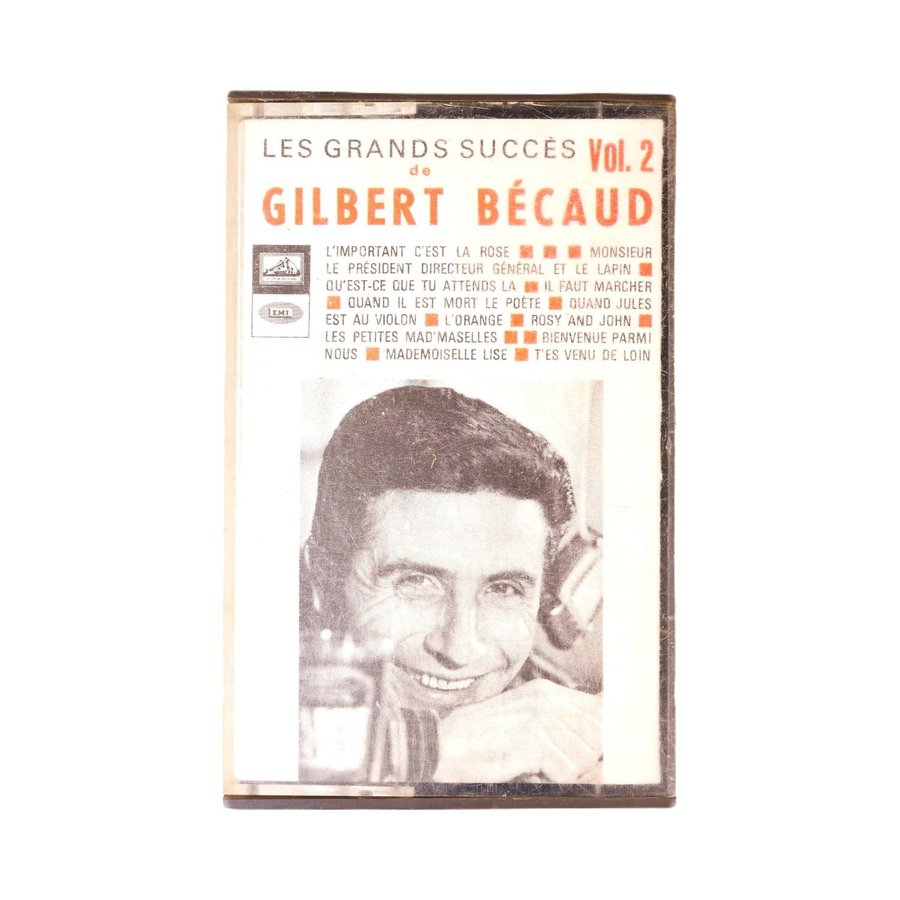 LES GRANDS SUCCÈS Vol. 2
de
GILBERT BÉCAUD
L'IMPORTANT C'EST LA ROSE ■ ■ ■ MONSIEUR
LE PRÉSIDENT DIRECTEUR GÉNÉRAL ET LE LAPIN ■
QU'EST-CE QUE TU ATTENDS LA ■ IL FAUT MARCHER
■ QUAND IL EST MORT LE POÈTE ■ QUAND JULES
EST AU VIOLON ■ L'ORANGE ■ ROSY AND JOHN ■
LES PETITES MAD'MASELLES ■ ■ BIENVENUE PARMI
NOUS ■ MADEMOISELLE LISE ■ T'ES VENU DE LOIN
EMI